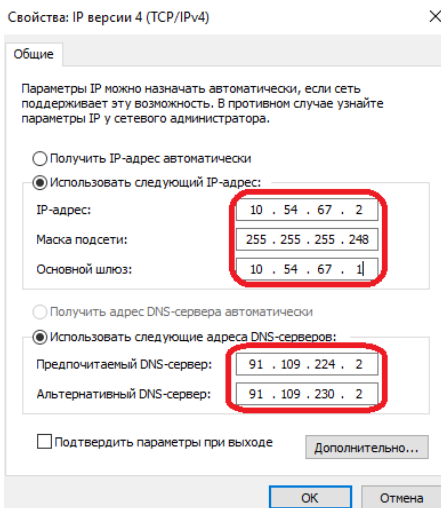 Свойства: IP версии 4 (TCP/IPv4)
Общие
Параметры IP можно назначать автоматически, если сеть
поддерживает эту возможность. В противном случае узнайте
параметры IP у сетевого администратора.
Получить IP-адрес автоматически
Использовать следующий IP-адрес:
IP-адрес: 10 . 54 . 67 . 2
Маска подсети: 255 . 255 . 255 . 248
Основной шлюз: 10 . 54 . 67 . 1
Получить адрес DNS-сервера автоматически
Использовать следующие адреса DNS-серверов:
Предпочитаемый DNS-сервер: 91 . 109 . 224 . 2
Альтернативный DNS-сервер: 91 . 109 . 230 . 2
Подтвердить параметры при выходе
Дополнительно...
OK Отмена